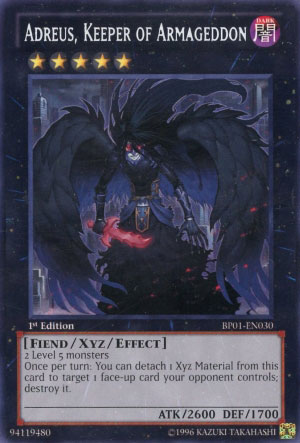 ADREUS, KEEPER OF ARMAGEDDON
DARK
闇
1st Edition
BP01-EN030
[FIEND/XYZ/EFFECT]
2 Level 5 monsters
Once per turn: You can detach 1 Xyz Material from this
card to target 1 face-up card your opponent controls;
destroy it.
ATK/2600 DEF/1700
94119480
©1996 KAZUKI TAKAHASHI